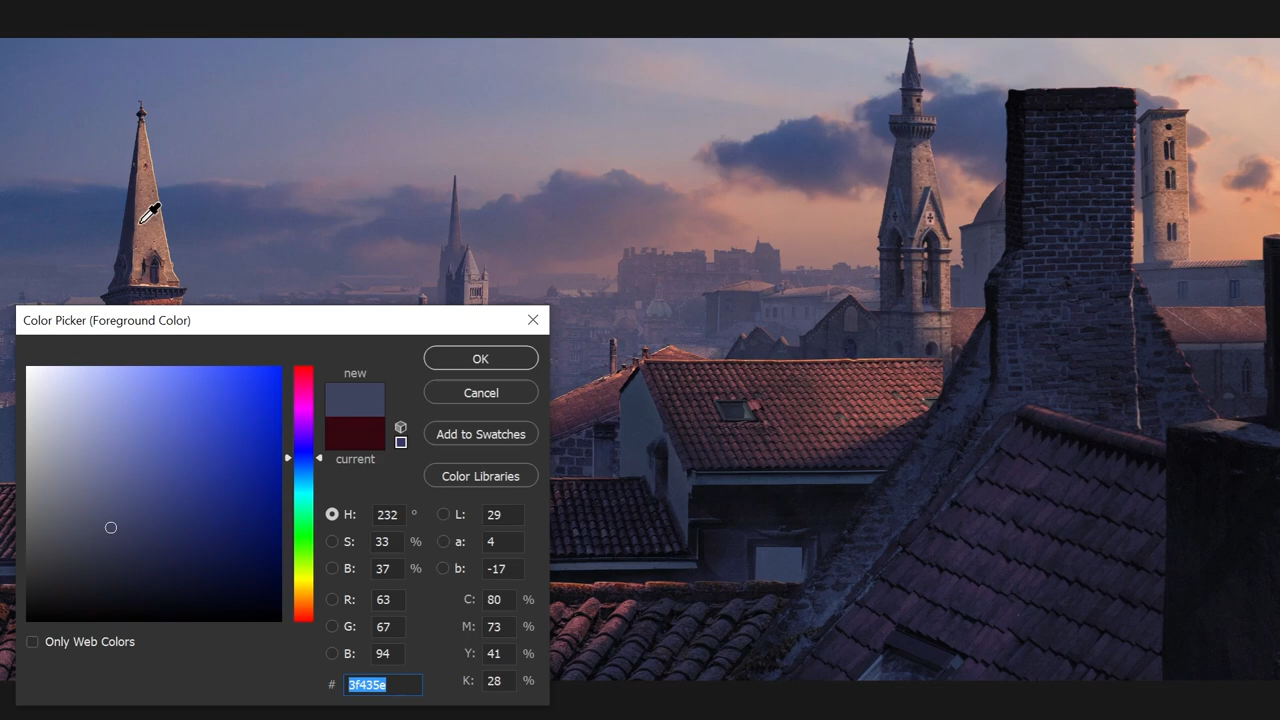 Color Picker (Foreground Color)
new
current
OK
Cancel
Add to Swatches
Color Libraries
H: 232 °
L: 29
S: 33 %
a: 4
B: 37 %
b: -17
R: 63
C: 80 %
G: 67
M: 73 %
B: 94
Y: 41 %
# 3f435e
K: 28 %
Only Web Colors